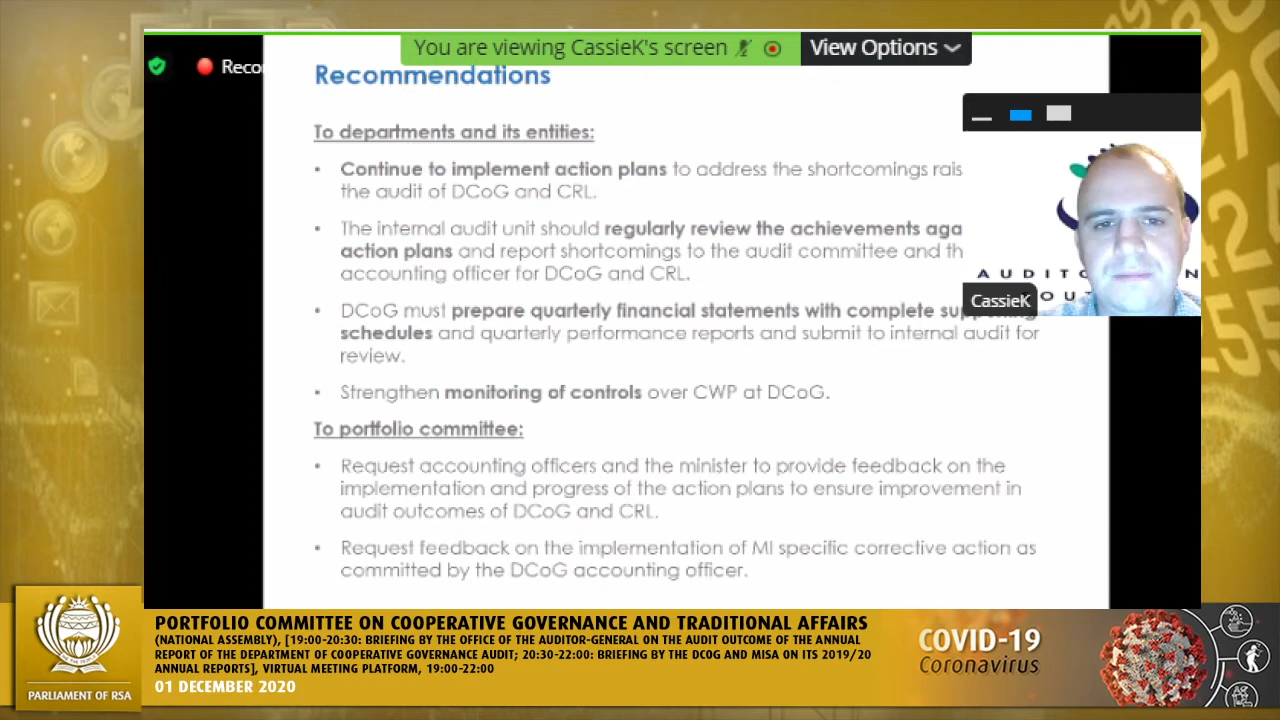 You are viewing CassieK's screen
View Options
Recommendations
To departments and its entities:
• Continue to implement action plans to address the shortcomings
the audit of DCoG and CRL.
• The internal audit unit should regularly review the achievements
action plans and report shortcomings to the audit committee and
accounting officer for DCoG and CRL.
• DCoG must prepare quarterly financial statements with complete
schedules and quarterly performance reports and submit to internal audit for
review.
• Strengthen monitoring of controls over CWP at DCoG.
To portfolio committee:
• Request accounting officers and the minister to provide feedback on the
implementation and progress of the action plans to ensure improvement in
audit outcomes of DCoG and CRL.
• Request feedback on the implementation of MI specific corrective action as
committed by the DCoG accounting officer.
CassieK
PARLIAMENT OF RSA
PORTFOLIO COMMITTEE ON COOPERATIVE GOVERNANCE AND TRADITIONAL AFFAIRS
(NATIONAL ASSEMBLY), [19:00-20:30: BRIEFING BY THE OFFICE OF THE AUDITOR-GENERAL ON THE AUDIT OUTCOME OF THE ANNUAL
REPORT OF THE DEPARTMENT OF COOPERATIVE GOVERNANCE AUDIT; 20:30-22:00: BRIEFING BY THE DCOG AND MISA ON ITS 2019/20
ANNUAL REPORTS], VIRTUAL MEETING PLATFORM, 19:00-22:00
01 DECEMBER 2020
COVID-19
Coronavirus